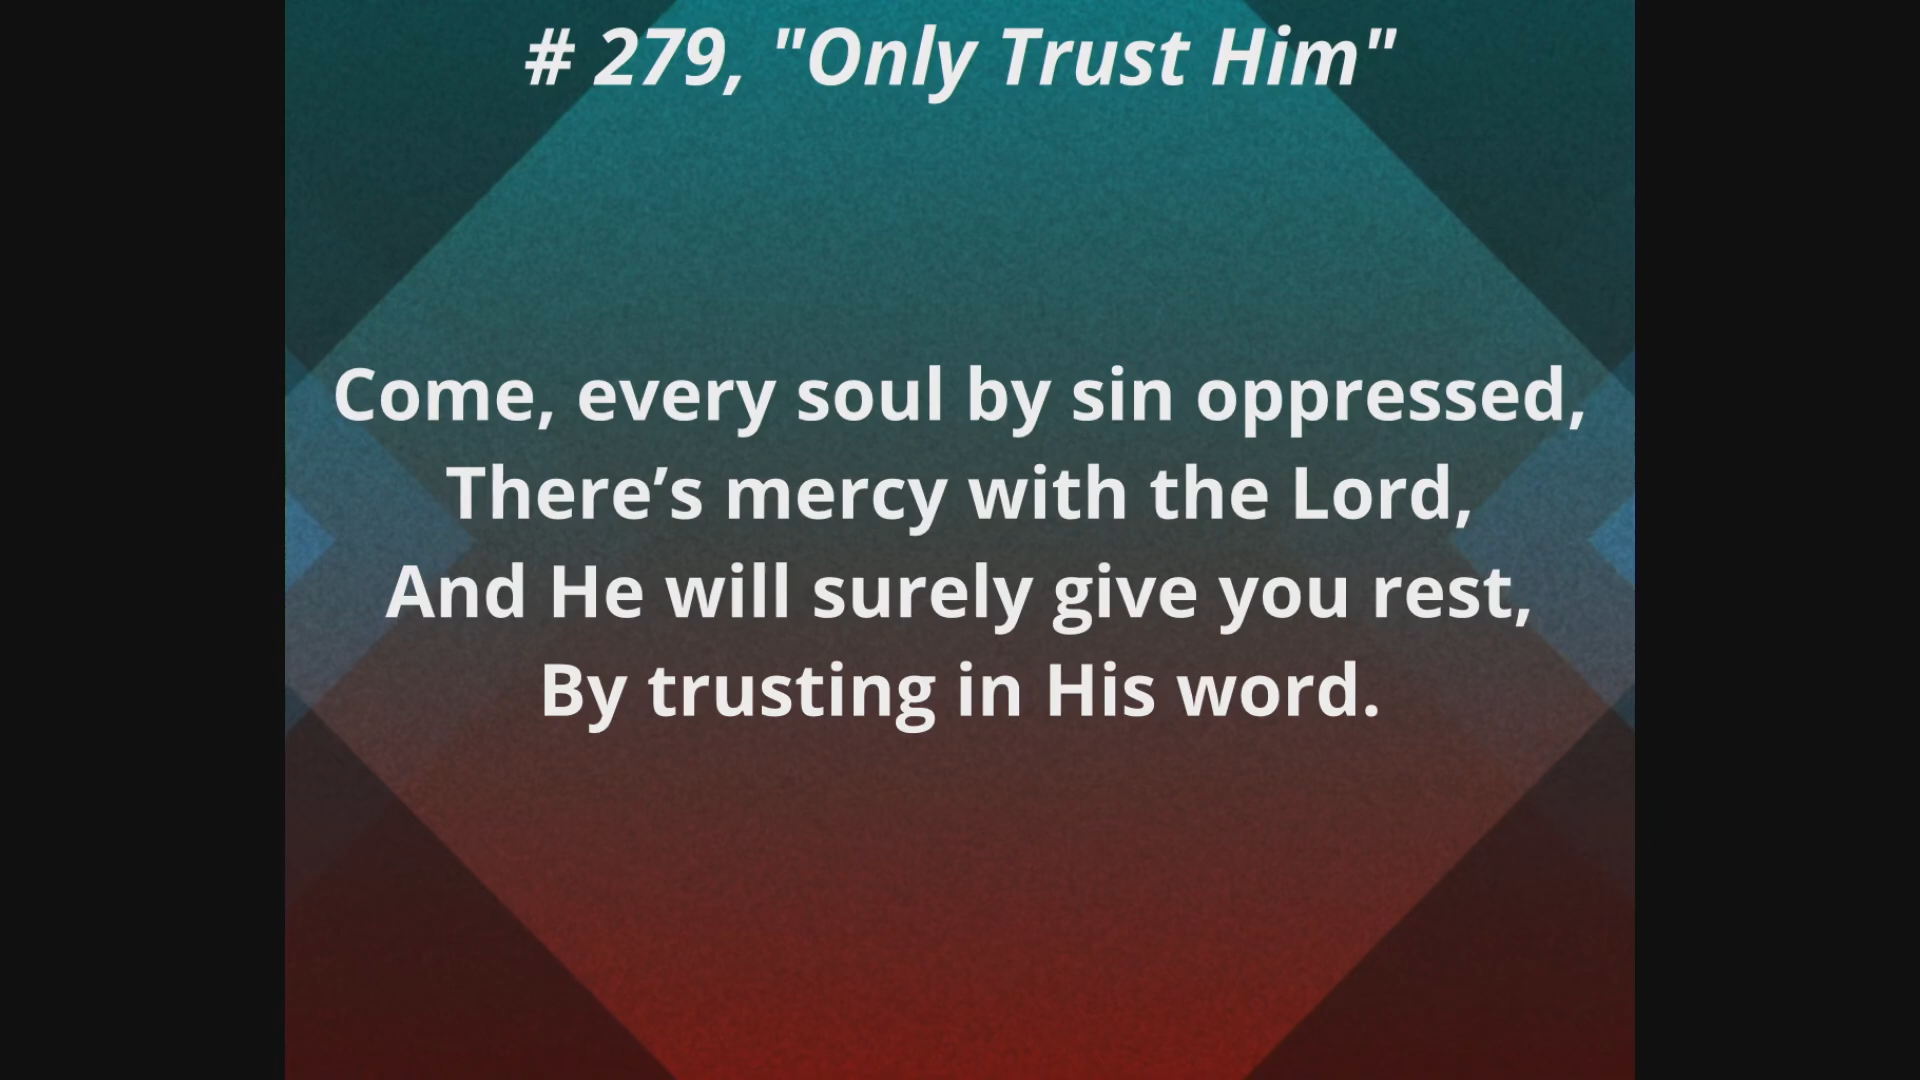 # 279, "Only Trust Him"
Come, every soul by sin oppressed,
There’s mercy with the Lord,
And He will surely give you rest,
By trusting in His word.